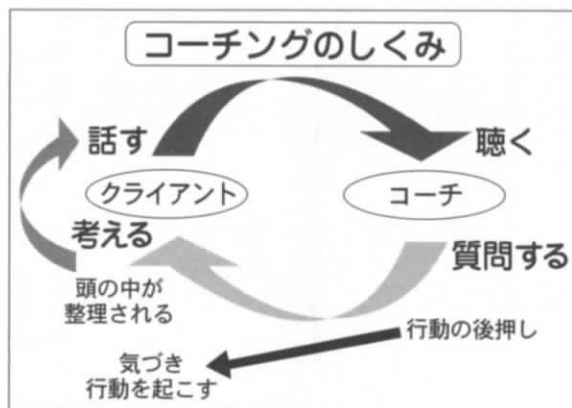 コーチングのしくみ
話す
聴く
クライアント
コーチ
考える
質問する
頭の中が
整理される
行動の後押し
気づき
行動を起こす